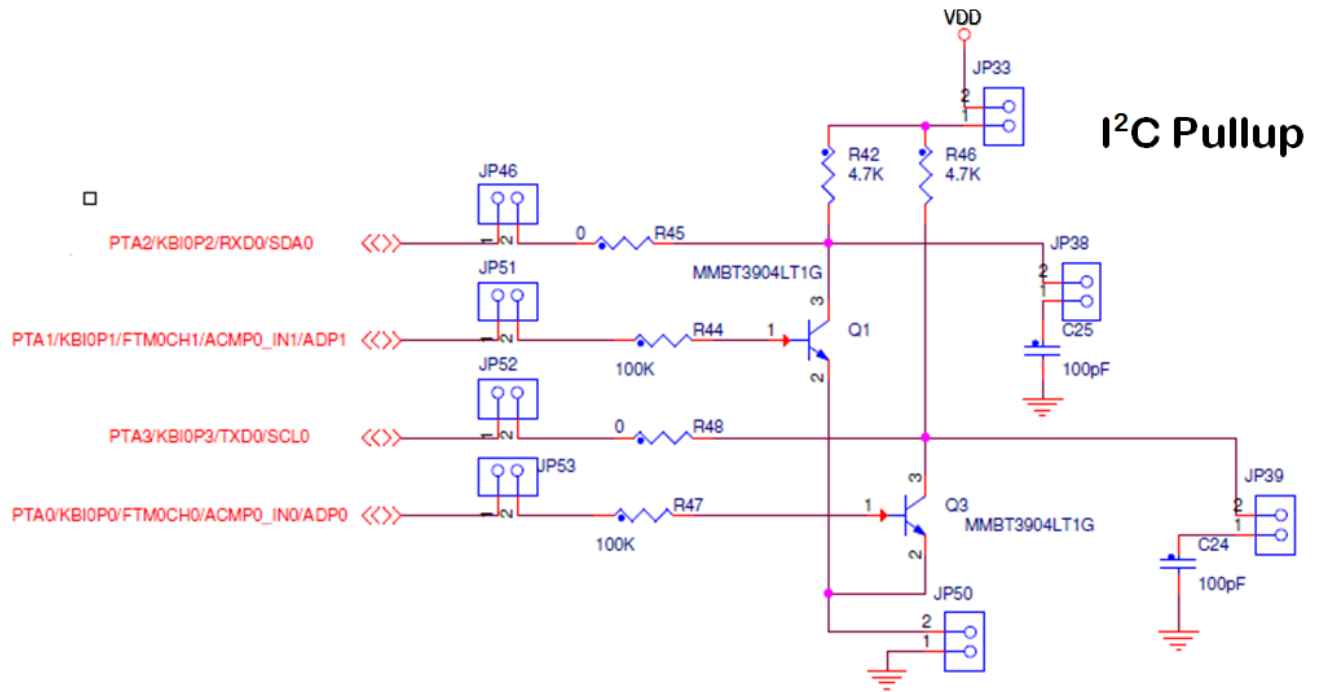 VDD
JP33
2
1
I²C Pullup
R42
4.7K
R46
4.7K
JP46
PTA2/KBI0P2/RXD0/SDA0
1
2
0
R45
JP38
2
1
JP51
MMBT3904LT1G
3
PTA1/KBI0P1/FTM0CH1/ACMP0_IN1/ADP1
1
2
R44
100K
1
Q1
2
C25
100pF
JP52
PTA3/KBI0P3/TXD0/SCL0
1
2
0
R48
JP53
3
JP39
2
1
PTA0/KBI0P0/FTM0CH0/ACMP0_IN0/ADP0
1
2
R47
100K
1
Q3
MMBT3904LT1G
2
C24
100pF
JP50
2
1